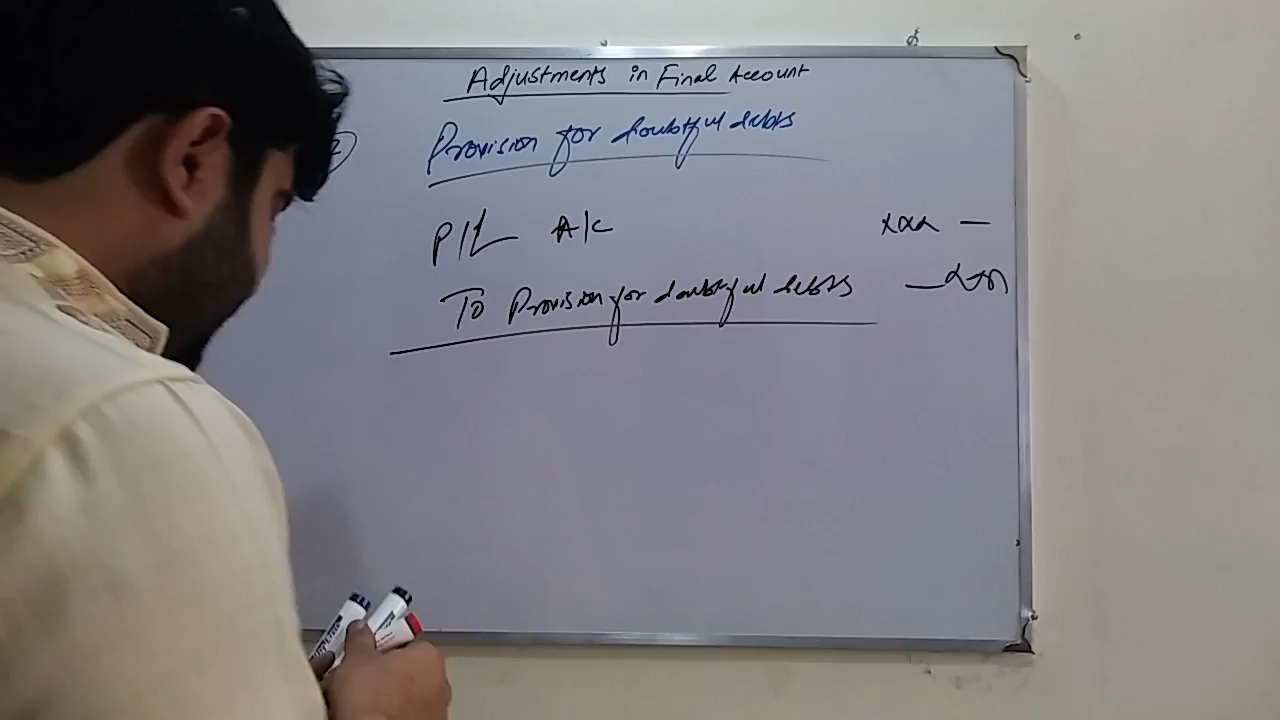 Adjustments in Final Account
Provision for doubtful debts
P/L A/c xxx —
To Provision for doubtful debts —xxx